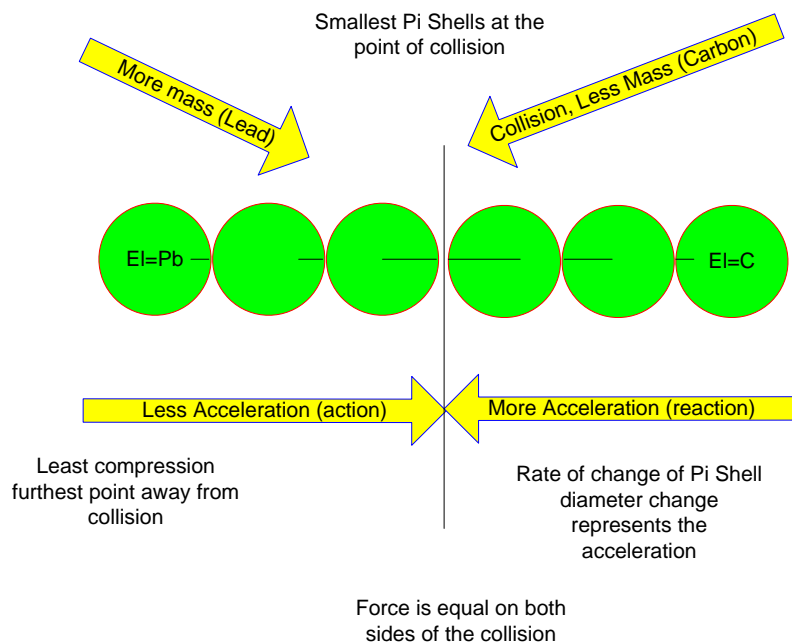 Smallest Pi Shells at the
point of collision
More mass (Lead)
Collision, Less Mass (Carbon)
EI=Pb
EI=C
Less Acceleration (action)
More Acceleration (reaction)
Least compression
furthest point away from
collision
Rate of change of Pi Shell
diameter change
represents the
acceleration
Force is equal on both
sides of the collision